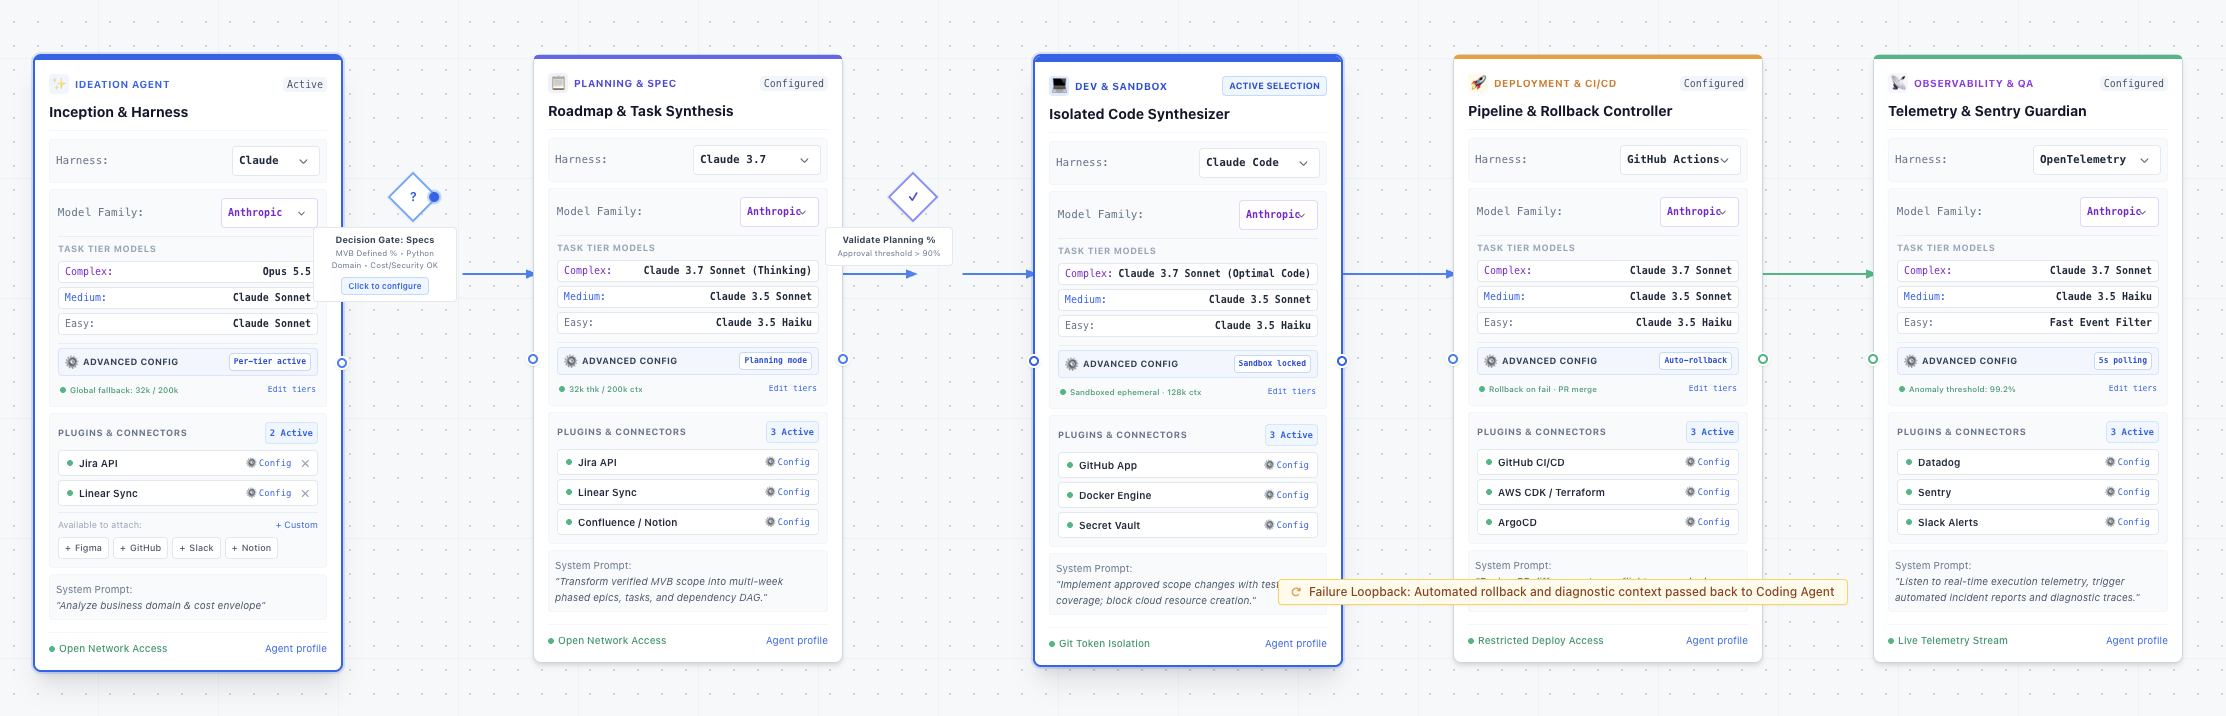 IDEATION AGENT
Active
Inception & Harness
Harness:
Claude
Model Family:
Anthropic
TASK TIER MODELS
Complex:
Opus 5.5
Medium:
Claude Sonnet
Easy:
Claude Sonnet
ADVANCED CONFIG
Per-tier active
Global fallback: 32k / 200k
Edit tiers
PLUGINS & CONNECTORS
2 Active
Jira API
Config
Linear Sync
Config
Available to attach:
+ Custom
+ Figma
+ GitHub
+ Slack
+ Notion
System Prompt:
"Analyze business domain & cost envelope"
Open Network Access
Agent profile
?
Decision Gate: Specs
MVB Defined % • Python
Domain • Cost/Security OK
Click to configure
PLANNING & SPEC
Configured
Roadmap & Task Synthesis
Harness:
Claude 3.7
Model Family:
Anthropic
TASK TIER MODELS
Complex:
Claude 3.7 Sonnet (Thinking)
Medium:
Claude 3.5 Sonnet
Easy:
Claude 3.5 Haiku
ADVANCED CONFIG
Planning mode
32k thk / 200k ctx
Edit tiers
PLUGINS & CONNECTORS
3 Active
Jira API
Config
Linear Sync
Config
Confluence / Notion
Config
System Prompt:
"Transform verified MVB scope into multi-week
phased epics, tasks, and dependency DAG."
Open Network Access
Agent profile
Validate Planning %
Approval threshold > 90%
DEV & SANDBOX
ACTIVE SELECTION
Isolated Code Synthesizer
Harness:
Claude Code
Model Family:
Anthropic
TASK TIER MODELS
Complex:
Claude 3.7 Sonnet (Optimal Code)
Medium:
Claude 3.5 Sonnet
Easy:
Claude 3.5 Haiku
ADVANCED CONFIG
Sandbox locked
Sandboxed ephemeral · 128k ctx
Edit tiers
PLUGINS & CONNECTORS
3 Active
GitHub App
Config
Docker Engine
Config
Secret Vault
Config
System Prompt:
"Implement approved scope changes with test
coverage; block cloud resource creation."
Git Token Isolation
Agent profile
Failure Loopback: Automated rollback and diagnostic context passed back to Coding Agent
DEPLOYMENT & CI/CD
Configured
Pipeline & Rollback Controller
Harness:
GitHub Actions
Model Family:
Anthropic
TASK TIER MODELS
Complex:
Claude 3.7 Sonnet
Medium:
Claude 3.5 Sonnet
Easy:
Claude 3.5 Haiku
ADVANCED CONFIG
Auto-rollback
Rollback on fail · PR merge
Edit tiers
PLUGINS & CONNECTORS
3 Active
GitHub CI/CD
Config
AWS CDK / Terraform
Config
ArgoCD
Config
System Prompt:
Restricted Deploy Access
Agent profile
OBSERVABILITY & QA
Configured
Telemetry & Sentry Guardian
Harness:
OpenTelemetry
Model Family:
Anthropic
TASK TIER MODELS
Complex:
Claude 3.7 Sonnet
Medium:
Claude 3.5 Haiku
Easy:
Fast Event Filter
ADVANCED CONFIG
5s polling
Anomaly threshold: 99.2%
Edit tiers
PLUGINS & CONNECTORS
3 Active
Datadog
Config
Sentry
Config
Slack Alerts
Config
System Prompt:
"Listen to real-time execution telemetry, trigger
automated incident reports and diagnostic traces."
Live Telemetry Stream
Agent profile